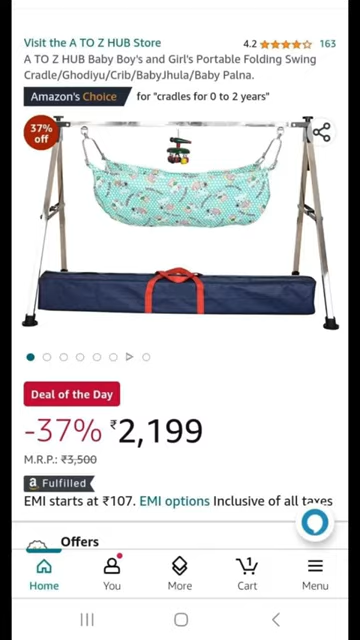 Visit the A TO Z HUB Store
4.2 163
A TO Z HUB Baby Boy's and Girl's Portable Folding Swing
Cradle/Ghodiyu/Crib/BabyJhula/Baby Palna.
Amazon's Choice for "cradles for 0 to 2 years"
37%
off
Deal of the Day
-37% ₹2,199
M.R.P.: ₹3,500
a Fulfilled
EMI starts at ₹107. EMI options Inclusive of all taxes
Offers
1
Home You More Cart Menu